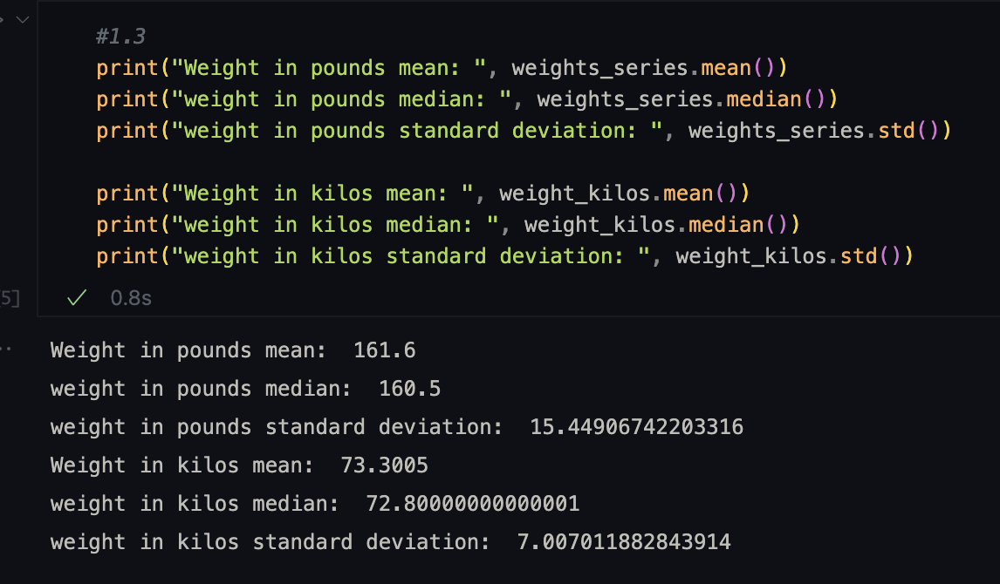 #1.3
print("Weight in pounds mean: ", weights_series.mean())
print("weight in pounds median: ", weights_series.median())
print("weight in pounds standard deviation: ", weights_series.std())
print("Weight in kilos mean: ", weight_kilos.mean())
print("weight in kilos median: ", weight_kilos.median())
print("weight in kilos standard deviation: ", weight_kilos.std())
5]
0.8s
Weight in pounds mean:  161.6
weight in pounds median:  160.5
weight in pounds standard deviation:  15.44906742203316
Weight in kilos mean:  73.3005
weight in kilos median:  72.80000000000001
weight in kilos standard deviation:  7.007011882843914